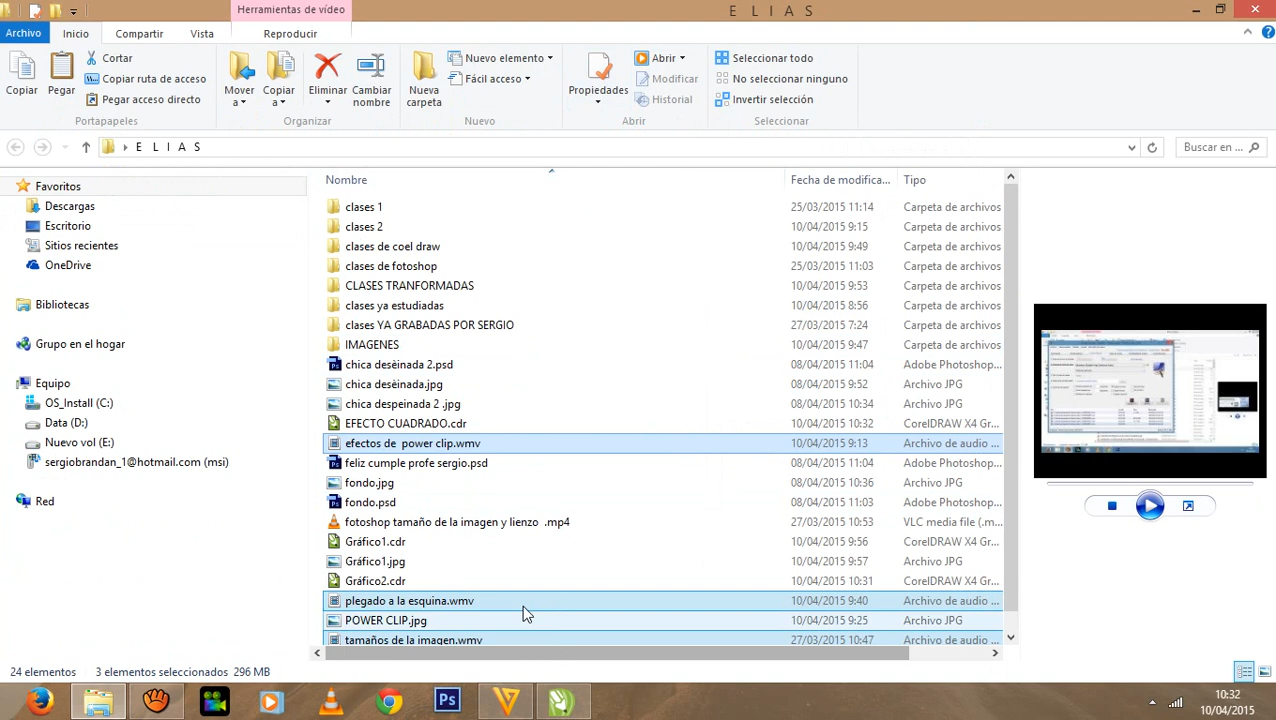 Herramientas de vídeo
E L I A S
Archivo Inicio Compartir Vista Reproducir
Copiar
Pegar
Cortar
Copiar ruta de acceso
Pegar acceso directo
Portapapeles
Mover a
Copiar a
Eliminar
Cambiar nombre
Organizar
Nueva carpeta
Nuevo elemento
Fácil acceso
Nuevo
Propiedades
Abrir
Modificar
Historial
Abrir
Seleccionar todo
No seleccionar ninguno
Invertir selección
Seleccionar
E L I A S
Buscar en ...
Favoritos
Descargas
Escritorio
Sitios recientes
OneDrive
Bibliotecas
Grupo en el hogar
Equipo
OS_Install (C:)
Data (D:)
Nuevo vol (E:)
sergiobrandan_1@hotmail.com (msi)
Red
Nombre Fecha de modifica... Tipo
clases 1 25/03/2015 11:14 Carpeta de archivos
clases 2 10/04/2015 9:15 Carpeta de archivos
clases de coel draw 10/04/2015 9:49 Carpeta de archivos
clases de fotoshop 25/03/2015 11:03 Carpeta de archivos
CLASES TRANFORMADAS 10/04/2015 9:53 Carpeta de archivos
clases ya estudiadas 10/04/2015 8:56 Carpeta de archivos
clases YA GRABADAS POR SERGIO 27/03/2015 7:24 Carpeta de archivos
IMAGENES 10/04/2015 9:47 Carpeta de archivos
chica deseinada 2.psd 08/04/2015 11:04 Adobe Photoshop...
chica deseinada.jpg 08/04/2015 9:52 Archivo JPG
chica despeinada 2 .jpg 08/04/2015 10:34 Archivo JPG
EFECTO CUADRADO.cdr 10/04/2015 10:32 CorelDRAW X4 Gr...
efectos de power clip.wmv 10/04/2015 9:13 Archivo de audio ...
feliz cumple profe sergio.psd 08/04/2015 11:04 Adobe Photoshop...
fondo.jpg 08/04/2015 10:36 Archivo JPG
fondo.psd 08/04/2015 11:03 Adobe Photoshop...
fotoshop tamaño de la imagen y lienzo .mp4 27/03/2015 10:53 VLC media file (.m...
Gráfico1.cdr 10/04/2015 9:56 CorelDRAW X4 Gr...
Gráfico1.jpg 10/04/2015 9:57 Archivo JPG
Gráfico2.cdr 10/04/2015 10:31 CorelDRAW X4 Gr...
plegado a la esquina.wmv 10/04/2015 9:40 Archivo de audio ...
POWER CLIP.jpg 10/04/2015 9:25 Archivo JPG
tamaños de la imagen.wmv 27/03/2015 10:47 Archivo de audio ...
24 elementos 3 elementos seleccionados 296 MB
Ps
10:32
10/04/2015